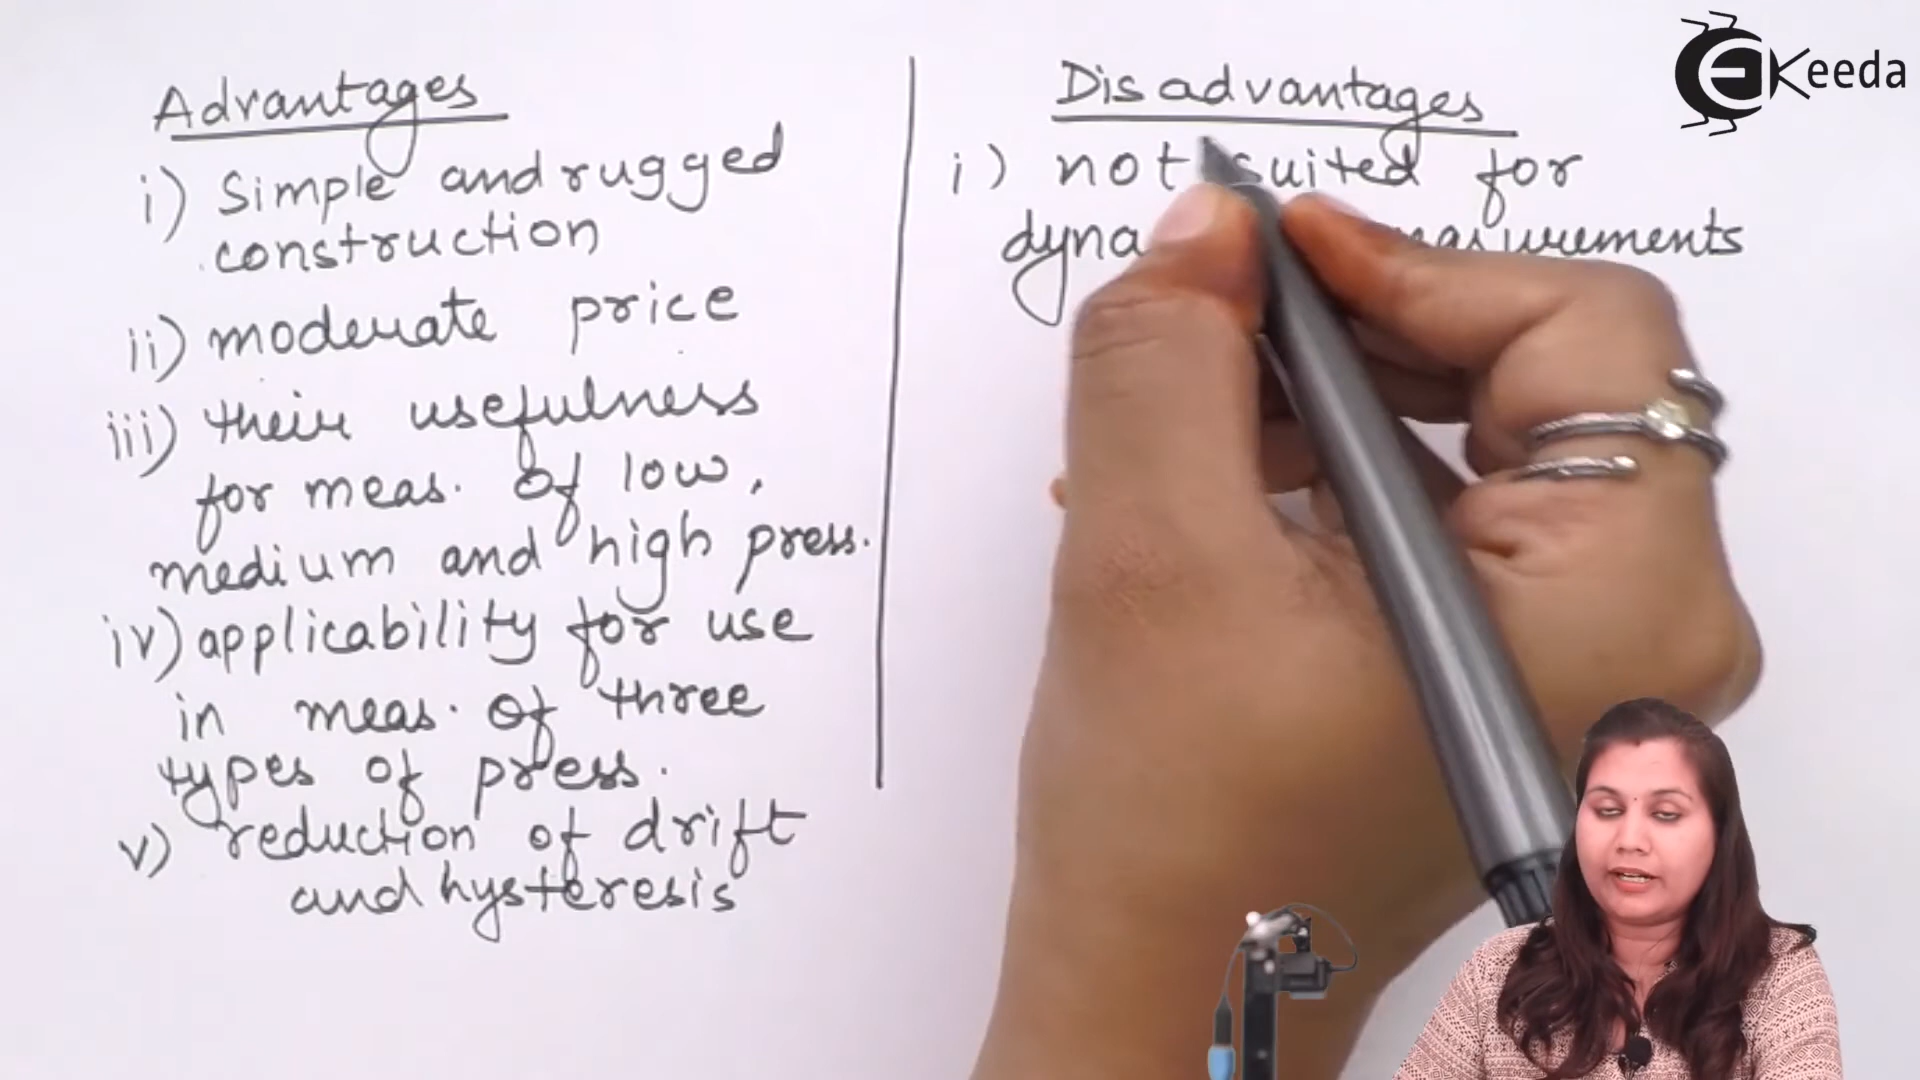 Advantages
i) Simple and rugged
construction
ii) moderate price
iii) their usefulness
for meas. of low,
medium and high press.
iv) applicability for use
in meas. of three
types of press.
v) reduction of drift
and hysteresis
Disadvantages
i) not suited for
measurements
EKeeda